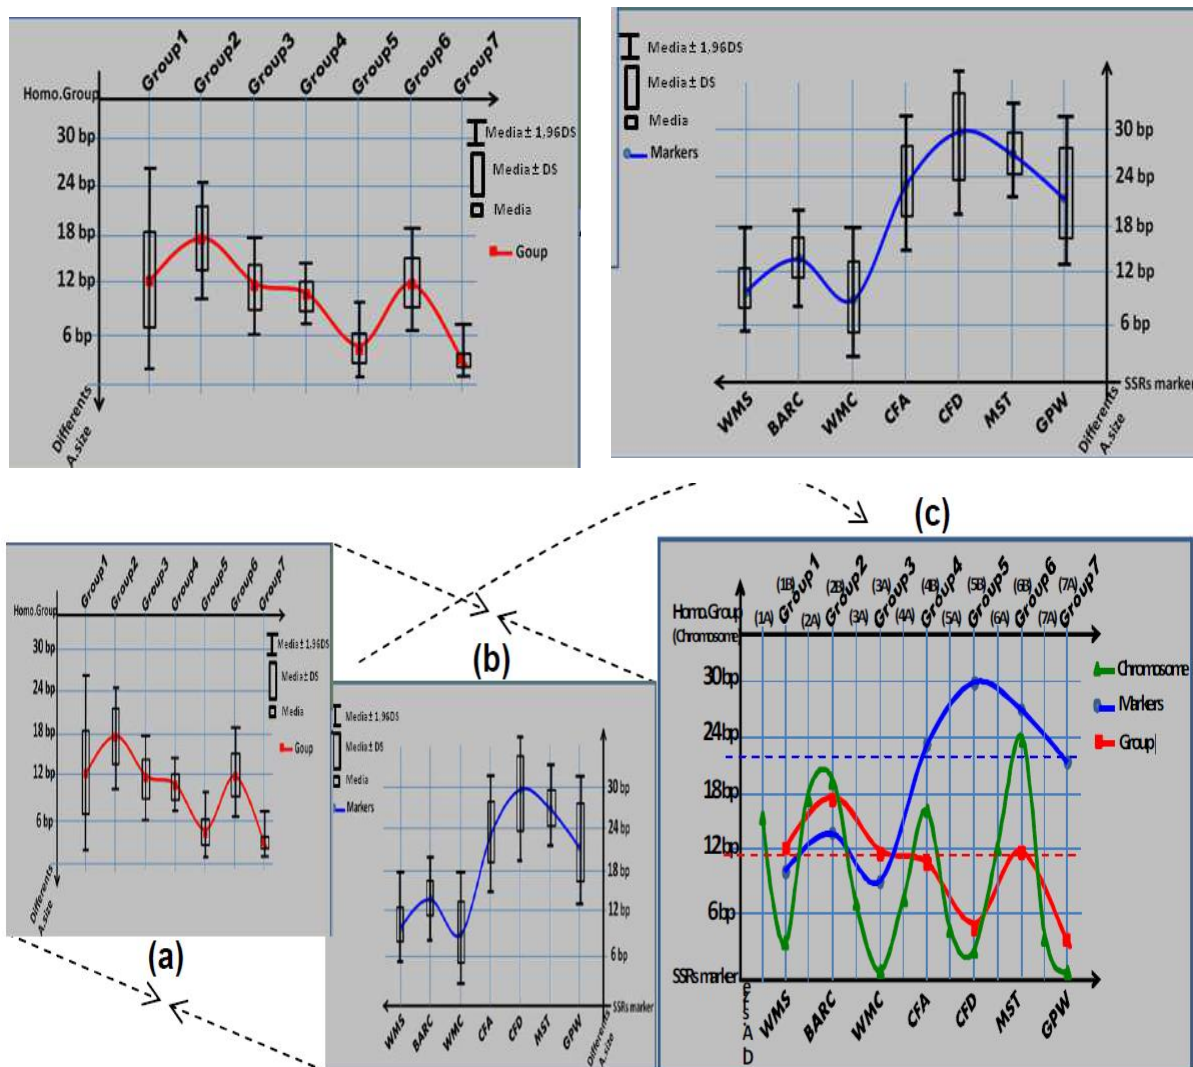 Group1 Group2 Group3 Group4 Group5 Group6 Group7
Homo.Group
30 bp
24 bp
18 bp
12 bp
6 bp
Media ± 1,96DS
Media ± DS
Media
Goup
Differents
A.size
Media ± 1,96DS
Media ± DS
Media
Markers
30 bp
24 bp
18 bp
12 bp
6 bp
SSRs marker
WMS BARC WMC CFA CFD MST GPW
Differents
A.size
(c)
Group1 Group2 Group3 Group4 Group5 Group6 Group7
Homo.Group
30 bp
24 bp
18 bp
12 bp
6 bp
Media ± 1,96DS
Media ± DS
Media
Goup
Differents
A.size
(a)
(b)
Media ± 1,96DS
Media ± DS
Media
Markers
30 bp
24 bp
18 bp
12 bp
6 bp
SSRs marker
WMS BARC WMC CFA CFD MST GPW
Differents
A.size
(1B) Group1 (2B) Group2 (3A) Group3 (4B) Group4 (5B) Group5 (6B) Group6 (7A) Group7
Homo.Group
(Chromosome)
(1A) (2A) (3A) (4A) (5A) (6A) (7A)
30bp
24bp
18bp
12bp
6bp
Chromosome
Markers
Group
SSRs marker
WMS BARC WMC CFA CFD MST GPW